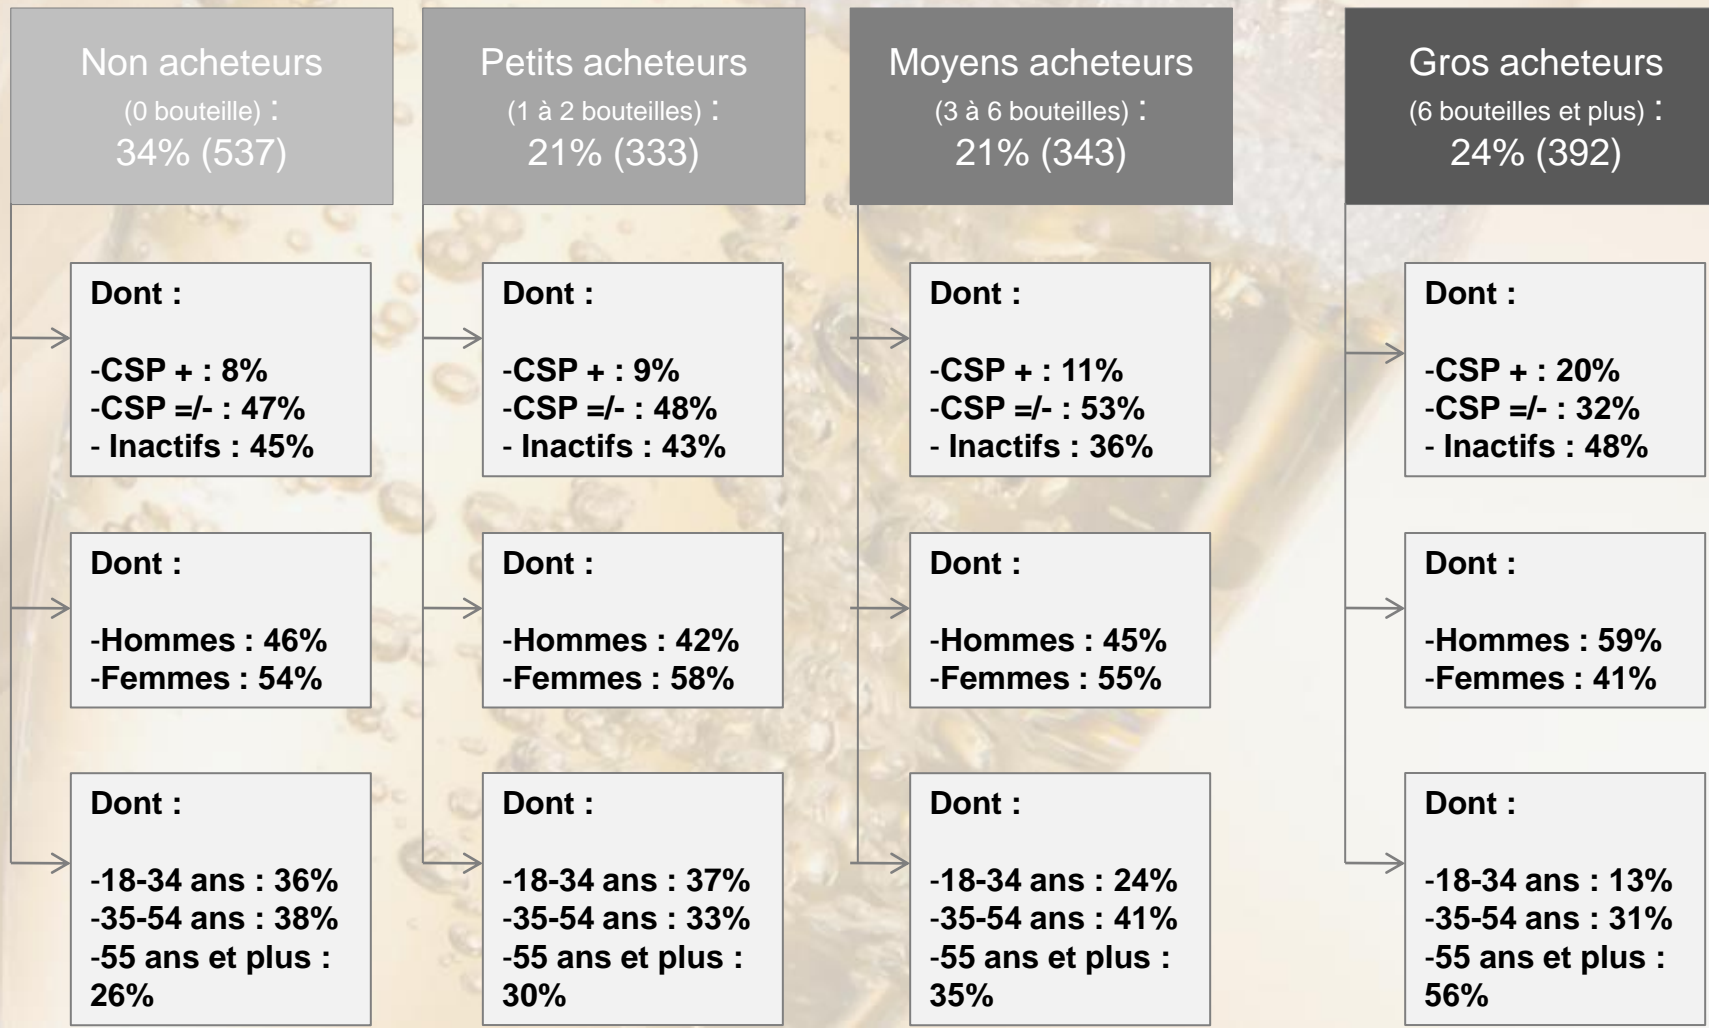 Non acheteurs
(0 bouteille) :
34% (537)
Petits acheteurs
(1 à 2 bouteilles) :
21% (333)
Moyens acheteurs
(3 à 6 bouteilles) :
21% (343)
Gros acheteurs
(6 bouteilles et plus) :
24% (392)
Dont :
-CSP + : 8%
-CSP =/- : 47%
- Inactifs : 45%
Dont :
-CSP + : 9%
-CSP =/- : 48%
- Inactifs : 43%
Dont :
-CSP + : 11%
-CSP =/- : 53%
- Inactifs : 36%
Dont :
-CSP + : 20%
-CSP =/- : 32%
- Inactifs : 48%
Dont :
-Hommes : 46%
-Femmes : 54%
Dont :
-Hommes : 42%
-Femmes : 58%
Dont :
-Hommes : 45%
-Femmes : 55%
Dont :
-Hommes : 59%
-Femmes : 41%
Dont :
-18-34 ans : 36%
-35-54 ans : 38%
-55 ans et plus :
26%
Dont :
-18-34 ans : 37%
-35-54 ans : 33%
-55 ans et plus :
30%
Dont :
-18-34 ans : 24%
-35-54 ans : 41%
-55 ans et plus :
35%
Dont :
-18-34 ans : 13%
-35-54 ans : 31%
-55 ans et plus :
56%